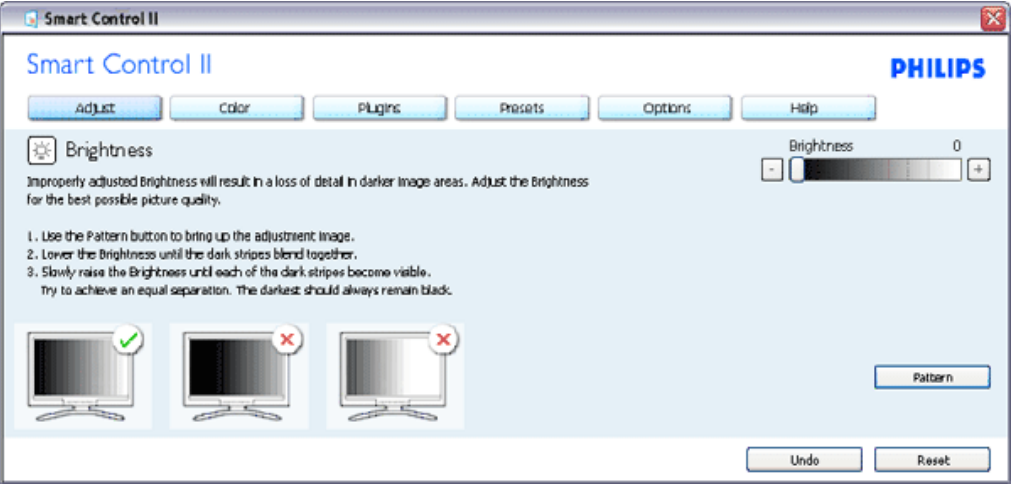 Smart Control II
Smart Control II
PHILIPS
Adjust
Color
Plugins
Presets
Options
Help
Brightness
Improperly adjusted Brightness will result in a loss of detail in darker image areas. Adjust the Brightness
for the best possible picture quality.
1. Use the Pattern button to bring up the adjustment image.
2. Lower the Brightness until the dark stripes blend together.
3. Slowly raise the Brightness until each of the dark stripes become visible.
Try to achieve an equal separation. The darkest should always remain black.
Brightness 0
- +
Pattern
Undo
Reset